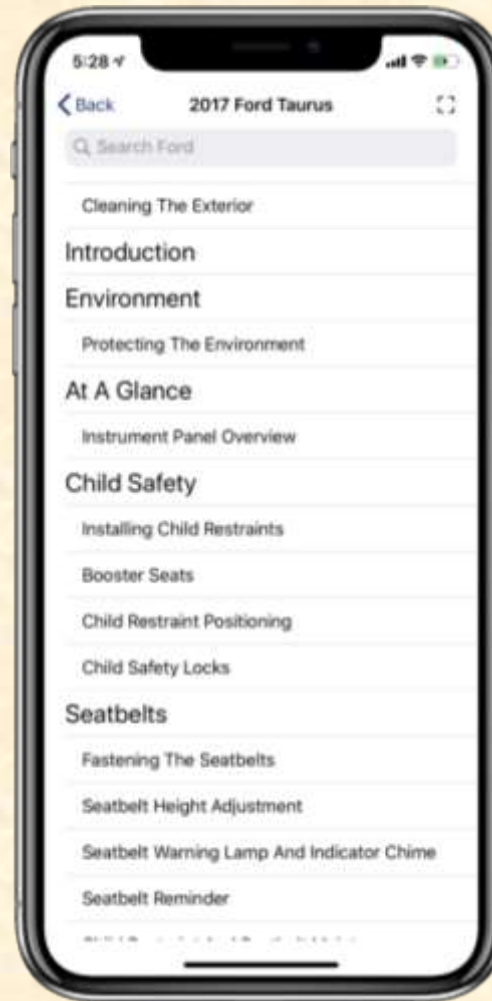 5:28
Back 2017 Ford Taurus
Search Ford
Cleaning The Exterior
Introduction
Environment
Protecting The Environment
At A Glance
Instrument Panel Overview
Child Safety
Installing Child Restraints
Booster Seats
Child Restraint Positioning
Child Safety Locks
Seatbelts
Fastening The Seatbelts
Seatbelt Height Adjustment
Seatbelt Warning Lamp And Indicator Chime
Seatbelt Reminder